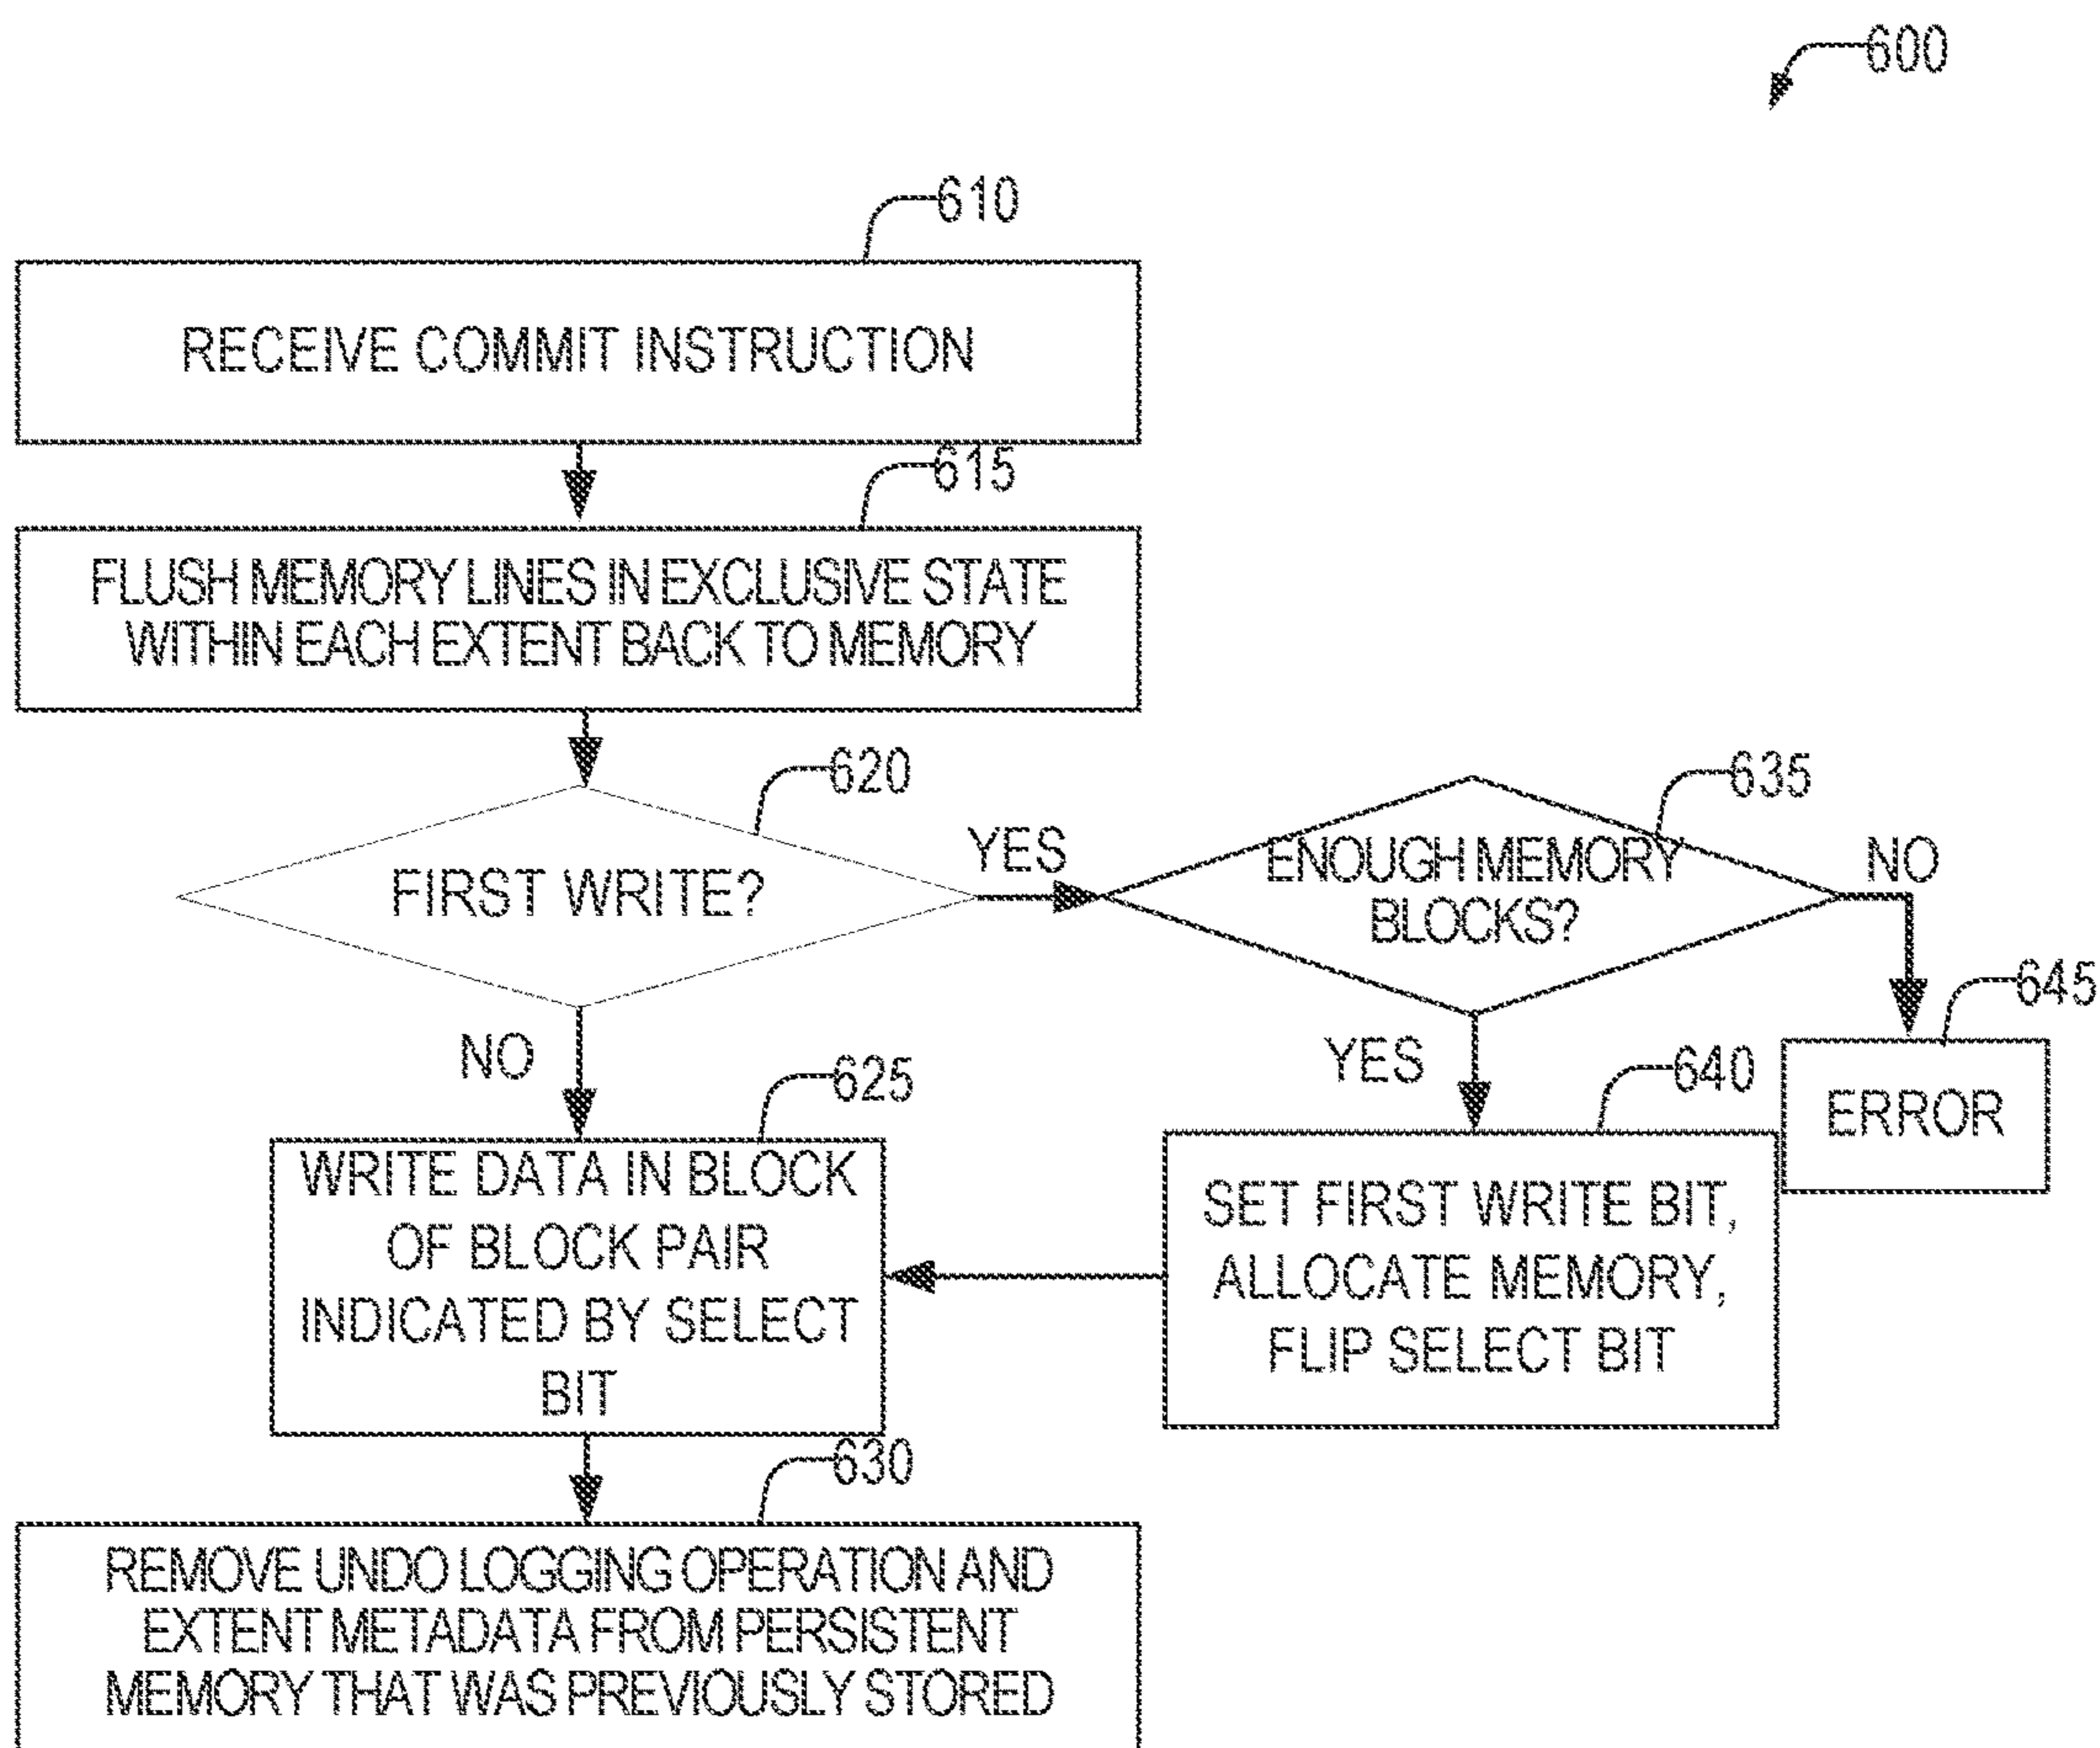 600
610
RECEIVE COMMIT INSTRUCTION
615
FLUSH MEMORY LINES IN EXCLUSIVE STATE
WITHIN EACH EXTENT BACK TO MEMORY
620
FIRST WRITE?
YES
635
ENOUGH MEMORY
BLOCKS?
NO
645
ERROR
NO
YES
625
WRITE DATA IN BLOCK
OF BLOCK PAIR
INDICATED BY SELECT
BIT
640
SET FIRST WRITE BIT,
ALLOCATE MEMORY,
FLIP SELECT BIT
630
REMOVE UNDO LOGGING OPERATION AND
EXTENT METADATA FROM PERSISTENT
MEMORY THAT WAS PREVIOUSLY STORED